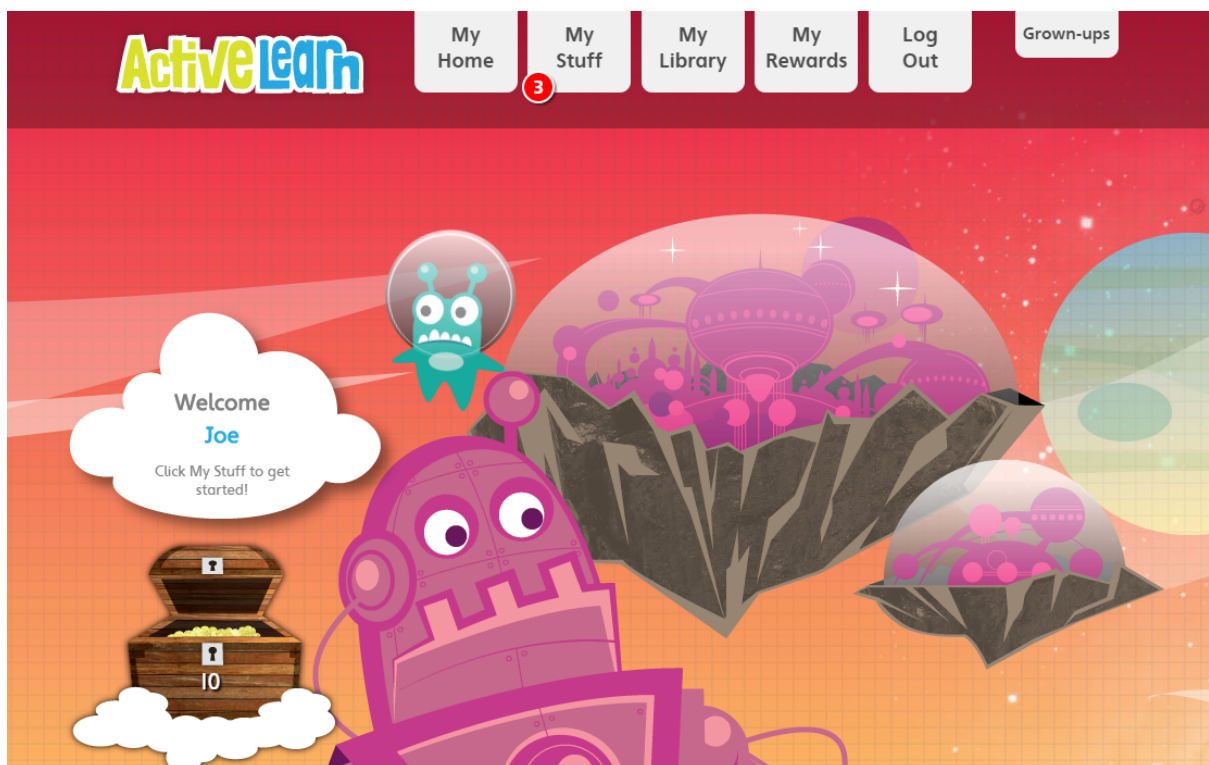 ActiveLearn
My Home
My Stuff
3
My Library
My Rewards
Log Out
Grown-ups
Welcome
Joe
Click My Stuff to get
started!
10